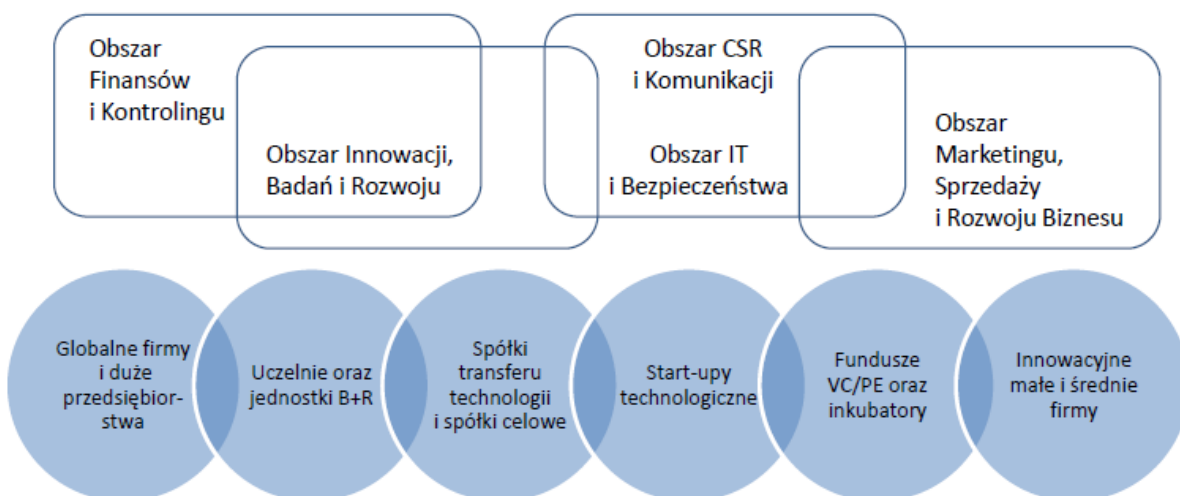 Obszar
Finansów
i Kontrolingu
Obszar Innowacji,
Badań i Rozwoju
Obszar CSR
i Komunikacji
Obszar IT
i Bezpieczeństwa
Obszar
Marketingu,
Sprzedaży
i Rozwoju Biznesu
Globalne firmy
i duże
przedsiębior-
stwa
Uczelnie oraz
jednostki B+R
Spółki
transferu
technologii
i spółki celowe
Start-upy
technologiczne
Fundusze
VC/PE oraz
inkubatory
Innowacyjne
małe i średnie
firmy